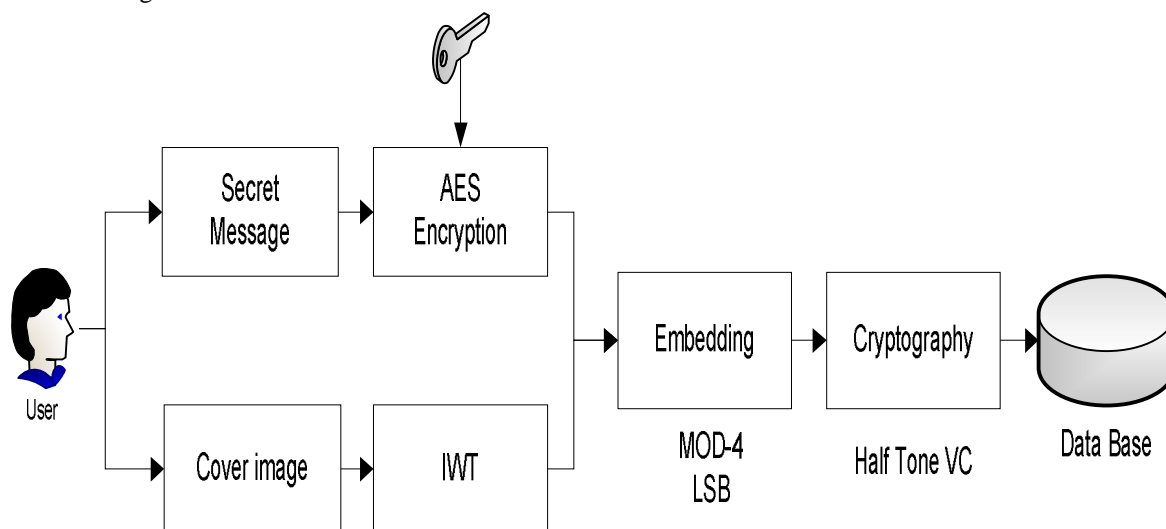 Secret
Message
AES
Encryption
User
Cover image
IWT
Embedding
MOD-4
LSB
Cryptography
Half Tone VC
Data Base